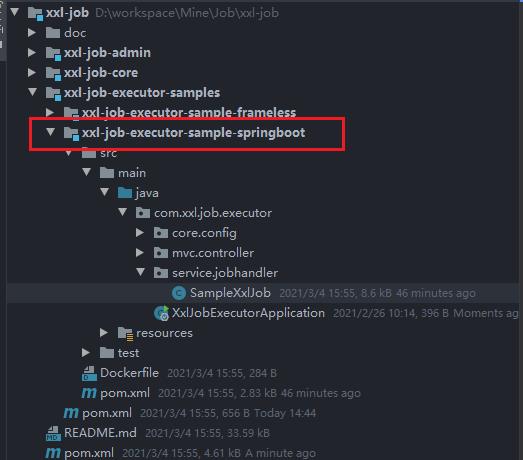 xxl-job D:\workspace\Mine\Job\xxl-job
doc
xxl-job-admin
xxl-job-core
xxl-job-executor-samples
xxl-job-executor-sample-frameless
xxl-job-executor-sample-springboot
src
main
java
com.xxl.job.executor
core.config
mvc.controller
service.jobhandler
SampleXxlJob 2021/3/4 15:55, 8.6 kB 46 minutes ago
XxlJobExecutorApplication 2021/2/26 10:14, 396 B Moments ag
resources
test
Dockerfile 2021/3/4 15:55, 284 B
pom.xml 2021/3/4 15:55, 2.83 kB 46 minutes ago
pom.xml 2021/3/4 15:55, 656 B Today 14:44
README.md 2021/3/4 15:55, 33.59 kB
pom.xml 2021/3/4 15:55, 4.61 kB A minute ago